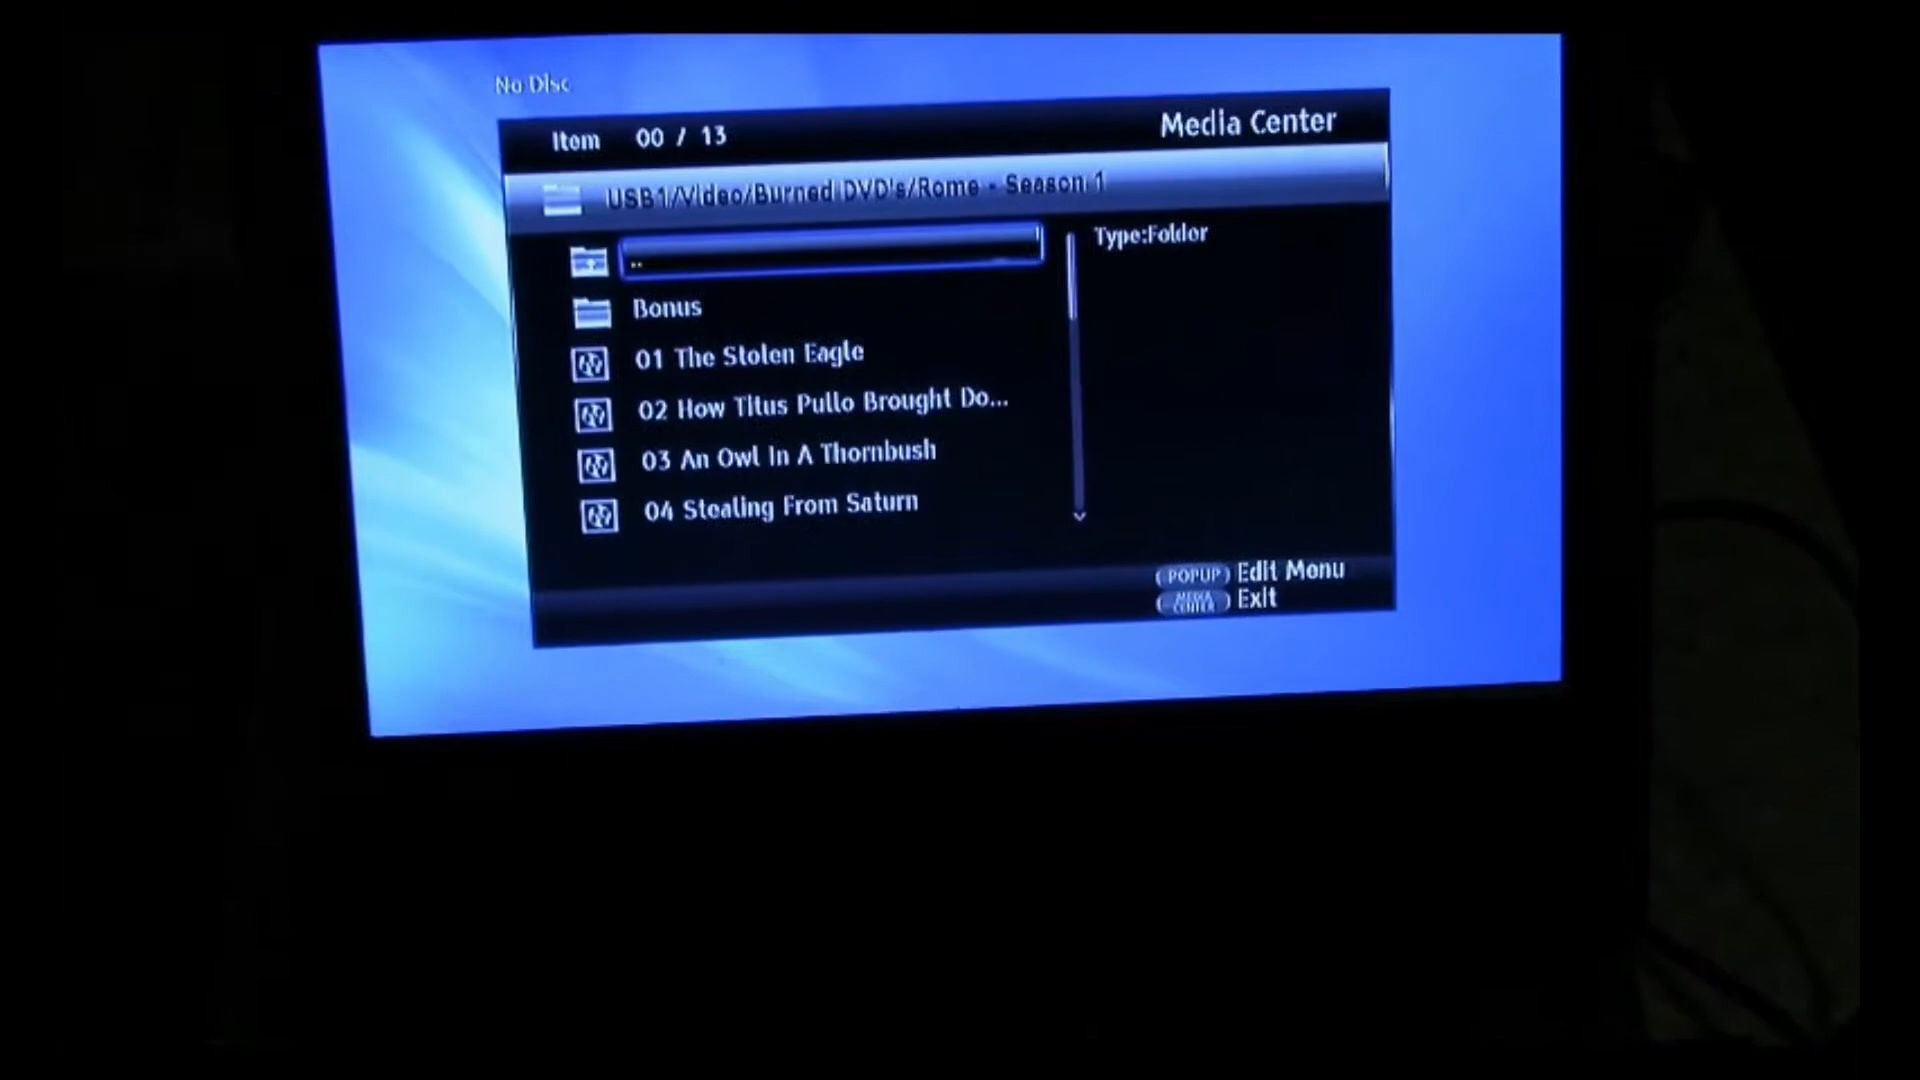 No Disc
Item 00 / 13
Media Center
USB1/Video/Burned DVD's/Rome - Season 1
..
Type:Folder
Bonus
01 The Stolen Eagle
02 How Titus Pullo Brought Do...
03 An Owl In A Thornbush
04 Stealing From Saturn
POPUP Edit Menu
MEDIA CENTER Exit